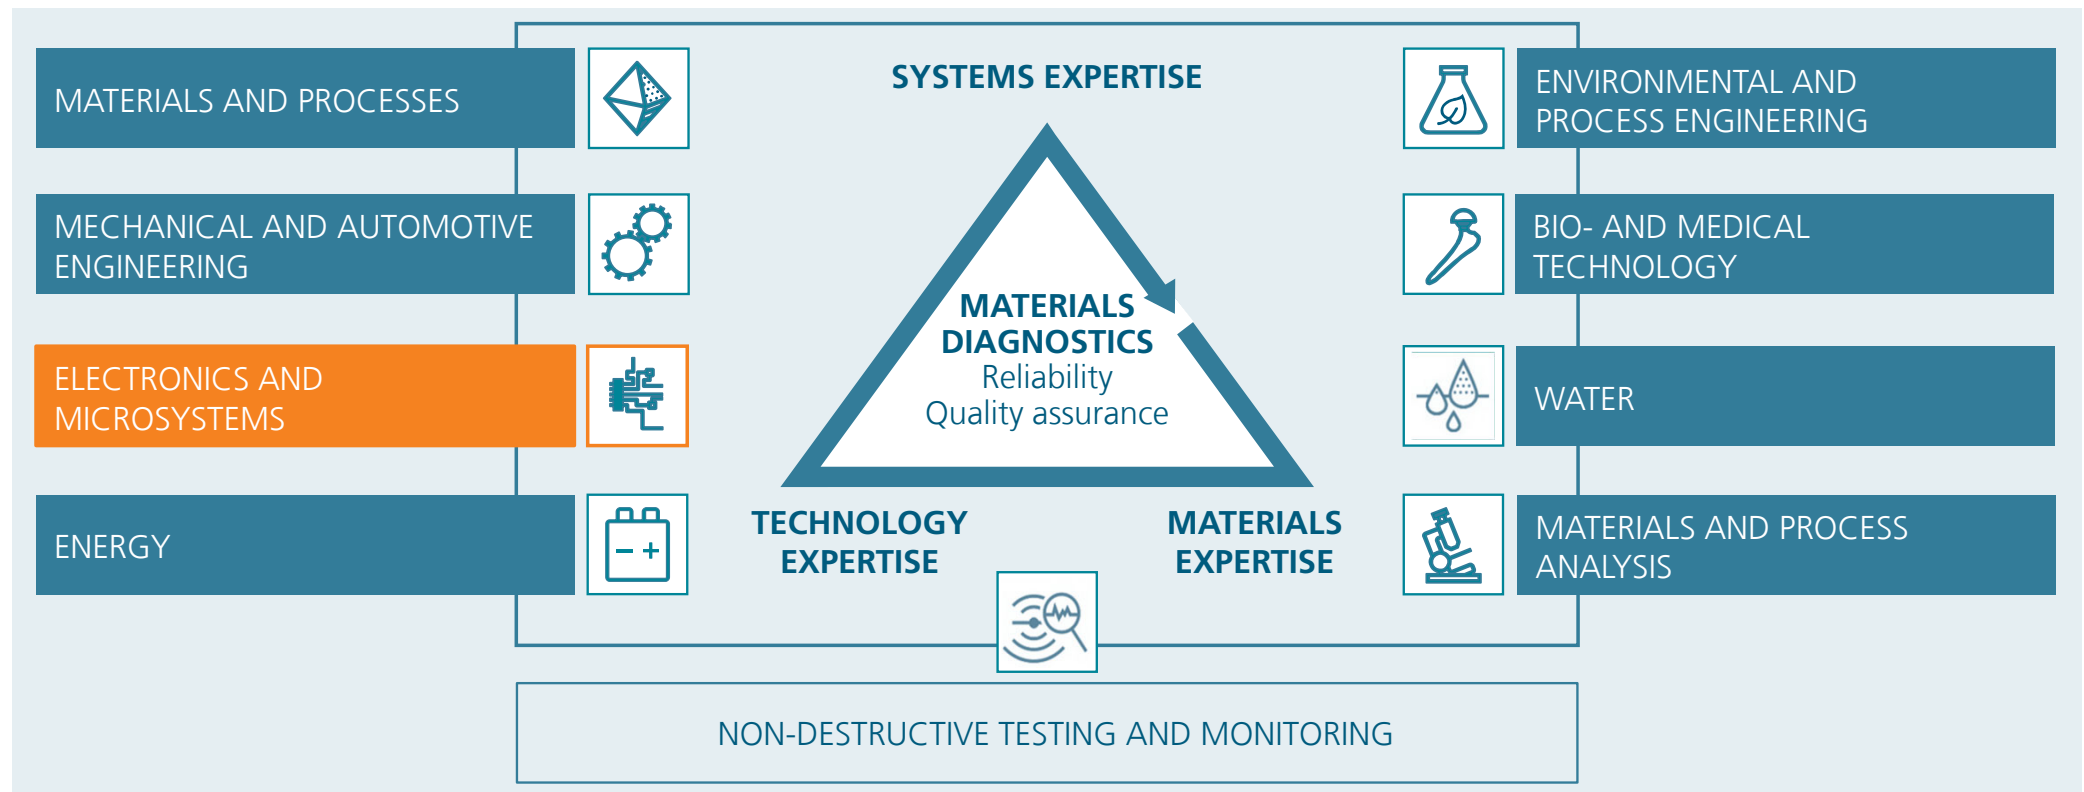 MATERIALS AND PROCESSES
MECHANICAL AND AUTOMOTIVE
ENGINEERING
ELECTRONICS AND
MICROSYSTEMS
ENERGY
SYSTEMS EXPERTISE
MATERIALS
DIAGNOSTICS
Reliability
Quality assurance
TECHNOLOGY
EXPERTISE
MATERIALS
EXPERTISE
ENVIRONMENTAL AND
PROCESS ENGINEERING
BIO- AND MEDICAL
TECHNOLOGY
WATER
MATERIALS AND PROCESS
ANALYSIS
NON-DESTRUCTIVE TESTING AND MONITORING